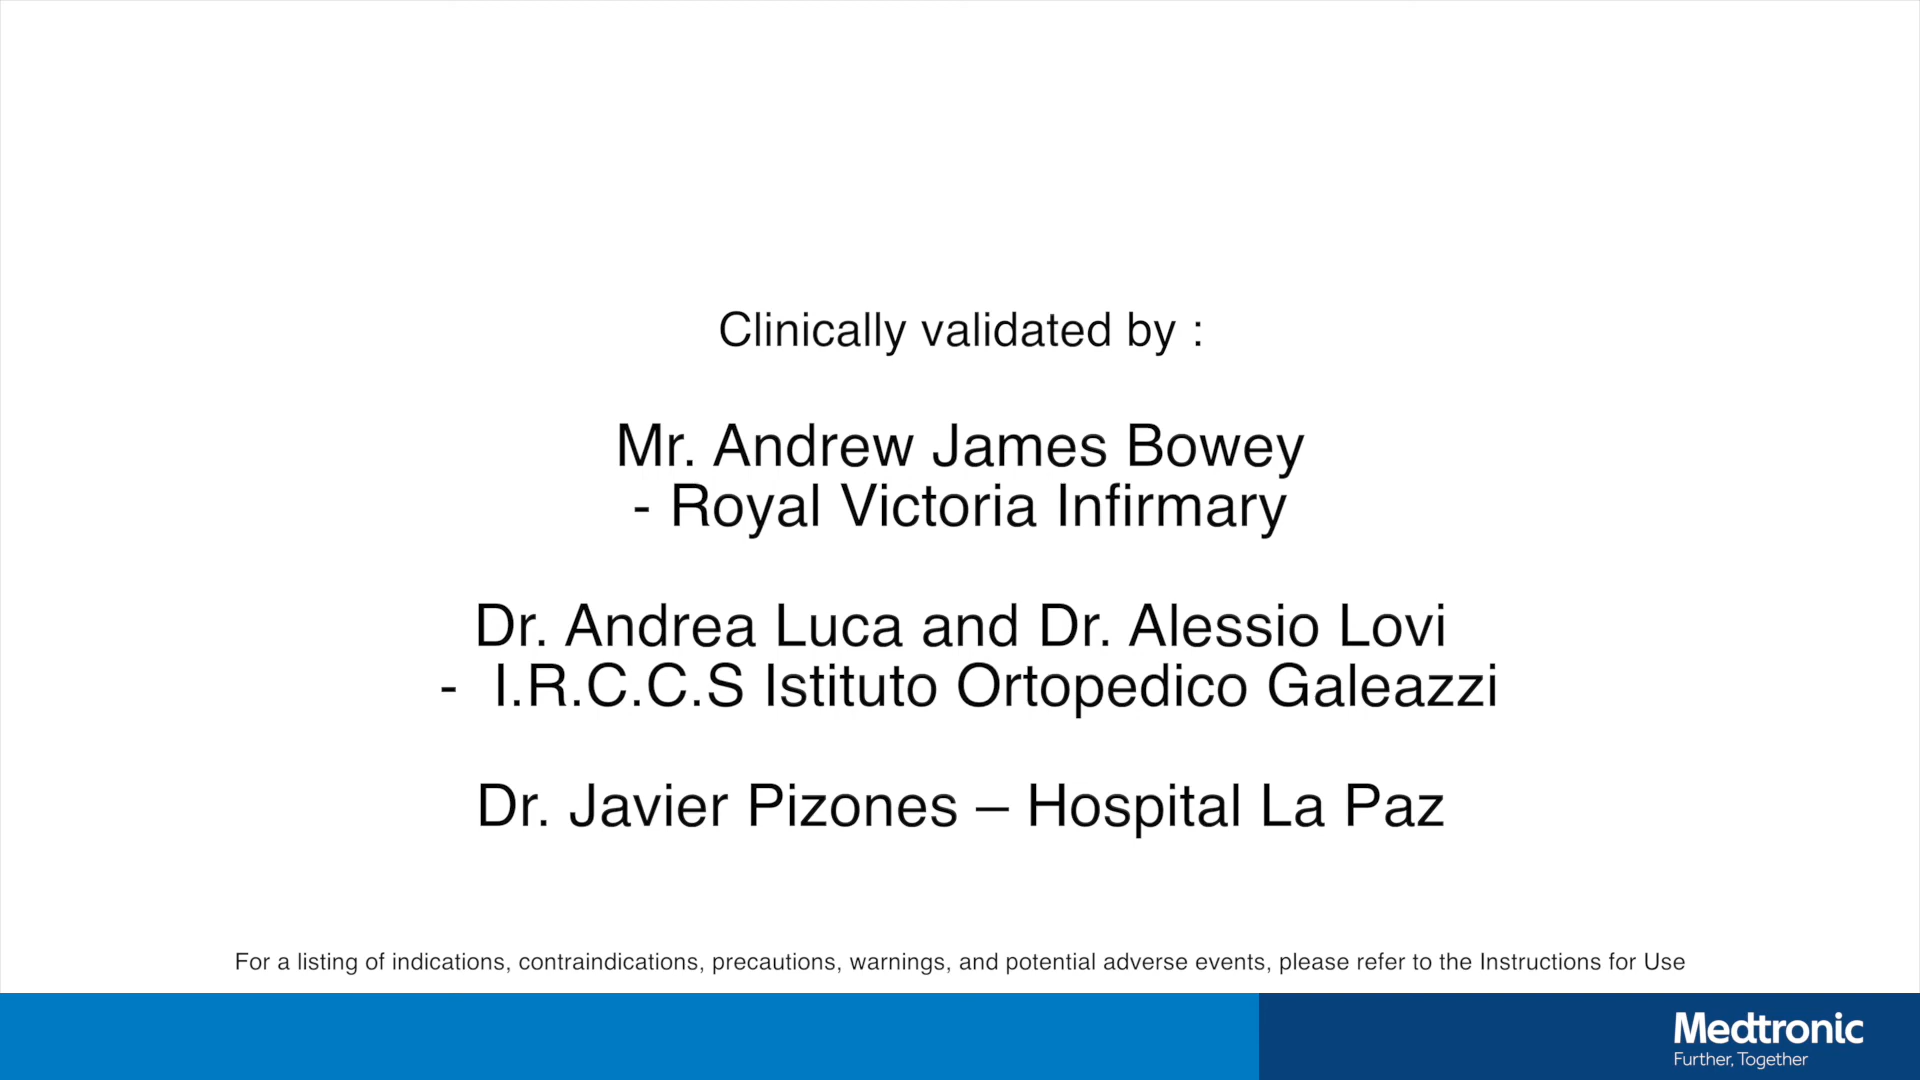 Clinically validated by :
Mr. Andrew James Bowey
- Royal Victoria Infirmary
Dr. Andrea Luca and Dr. Alessio Lovi
- I.R.C.C.S Istituto Ortopedico Galeazzi
Dr. Javier Pizones – Hospital La Paz
For a listing of indications, contraindications, precautions, warnings, and potential adverse events, please refer to the Instructions for Use
Medtronic
Further, Together